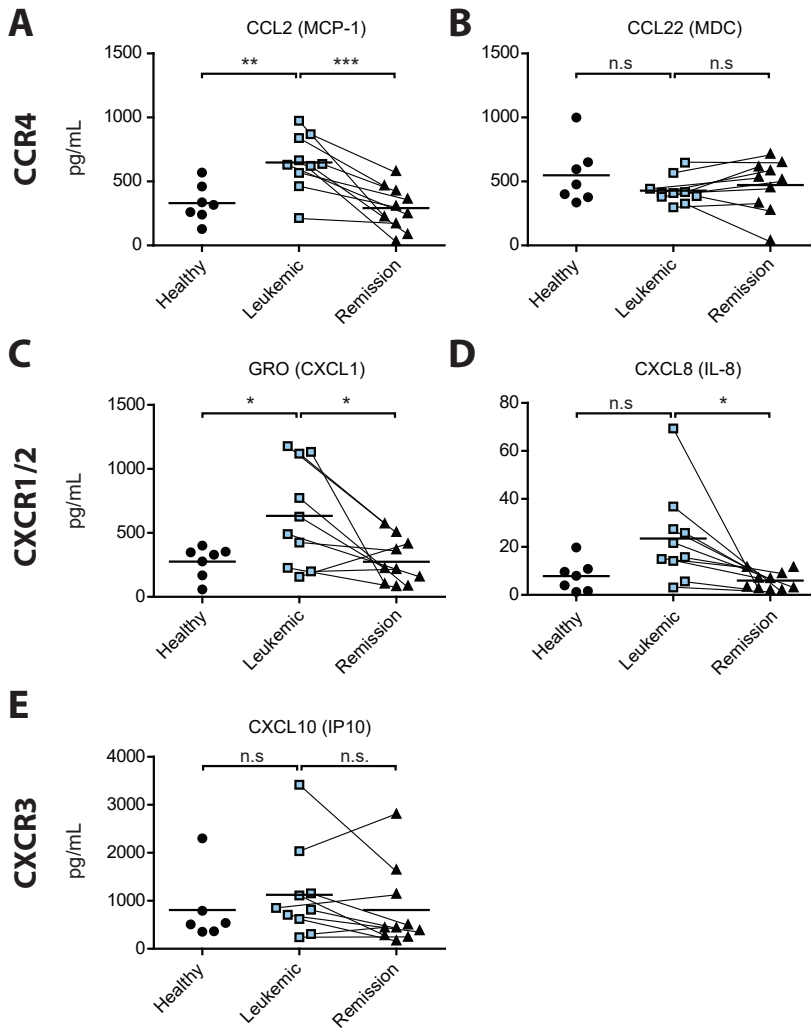 A
CCL2 (MCP-1)
1500
1000
500
0
pg/mL
CCR4
** ***
Healthy
Leukemic
Remission
B
CCL22 (MDC)
1500
1000
500
0
n.s n.s
Healthy
Leukemic
Remission
C
GRO (CXCL1)
1500
1000
500
0
pg/mL
CXCR1/2
* *
Healthy
Leukemic
Remission
D
CXCL8 (IL-8)
80
60
40
20
0
n.s *
Healthy
Leukemic
Remission
E
CXCL10 (IP10)
4000
3000
2000
1000
0
pg/mL
CXCR3
n.s n.s.
Healthy
Leukemic
Remission